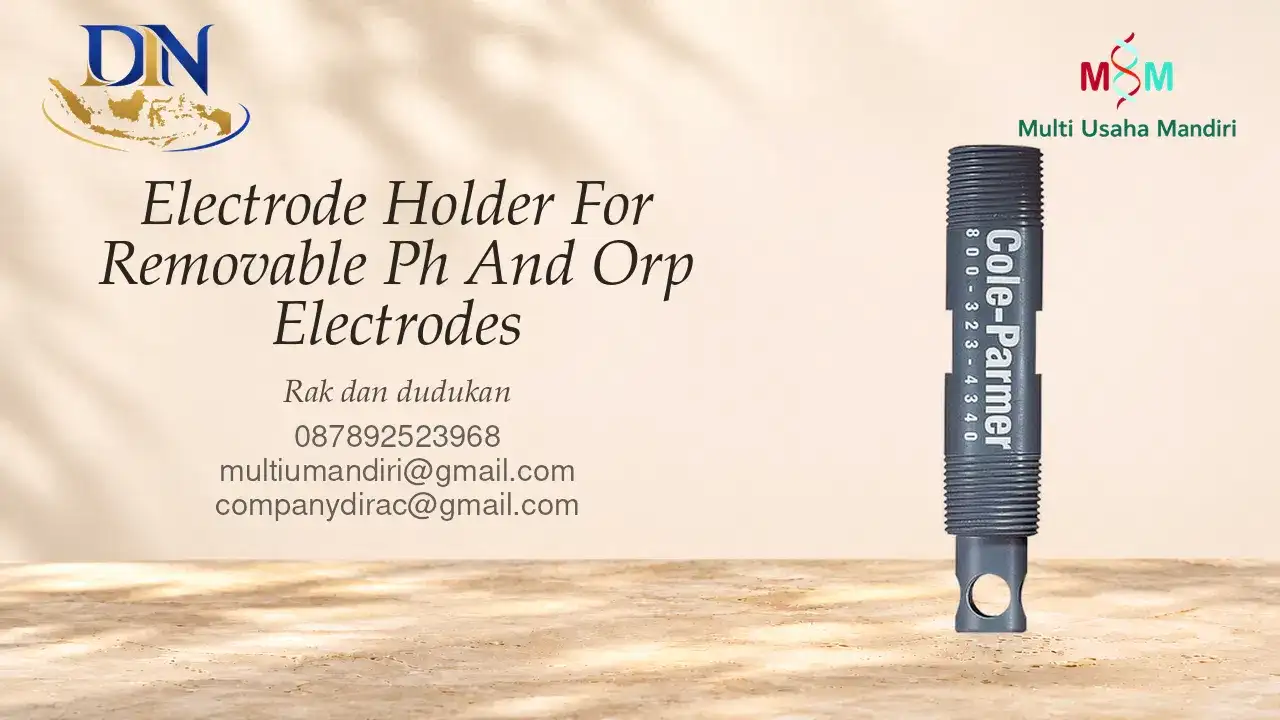 DIN
M M
Multi Usaha Mandiri
Electrode Holder For
Removable Ph And Orp
Electrodes
Rak dan dudukan
087892523968
multiumandiri@gmail.com
companydirac@gmail.com
Cole-Parmer
800-323-4340